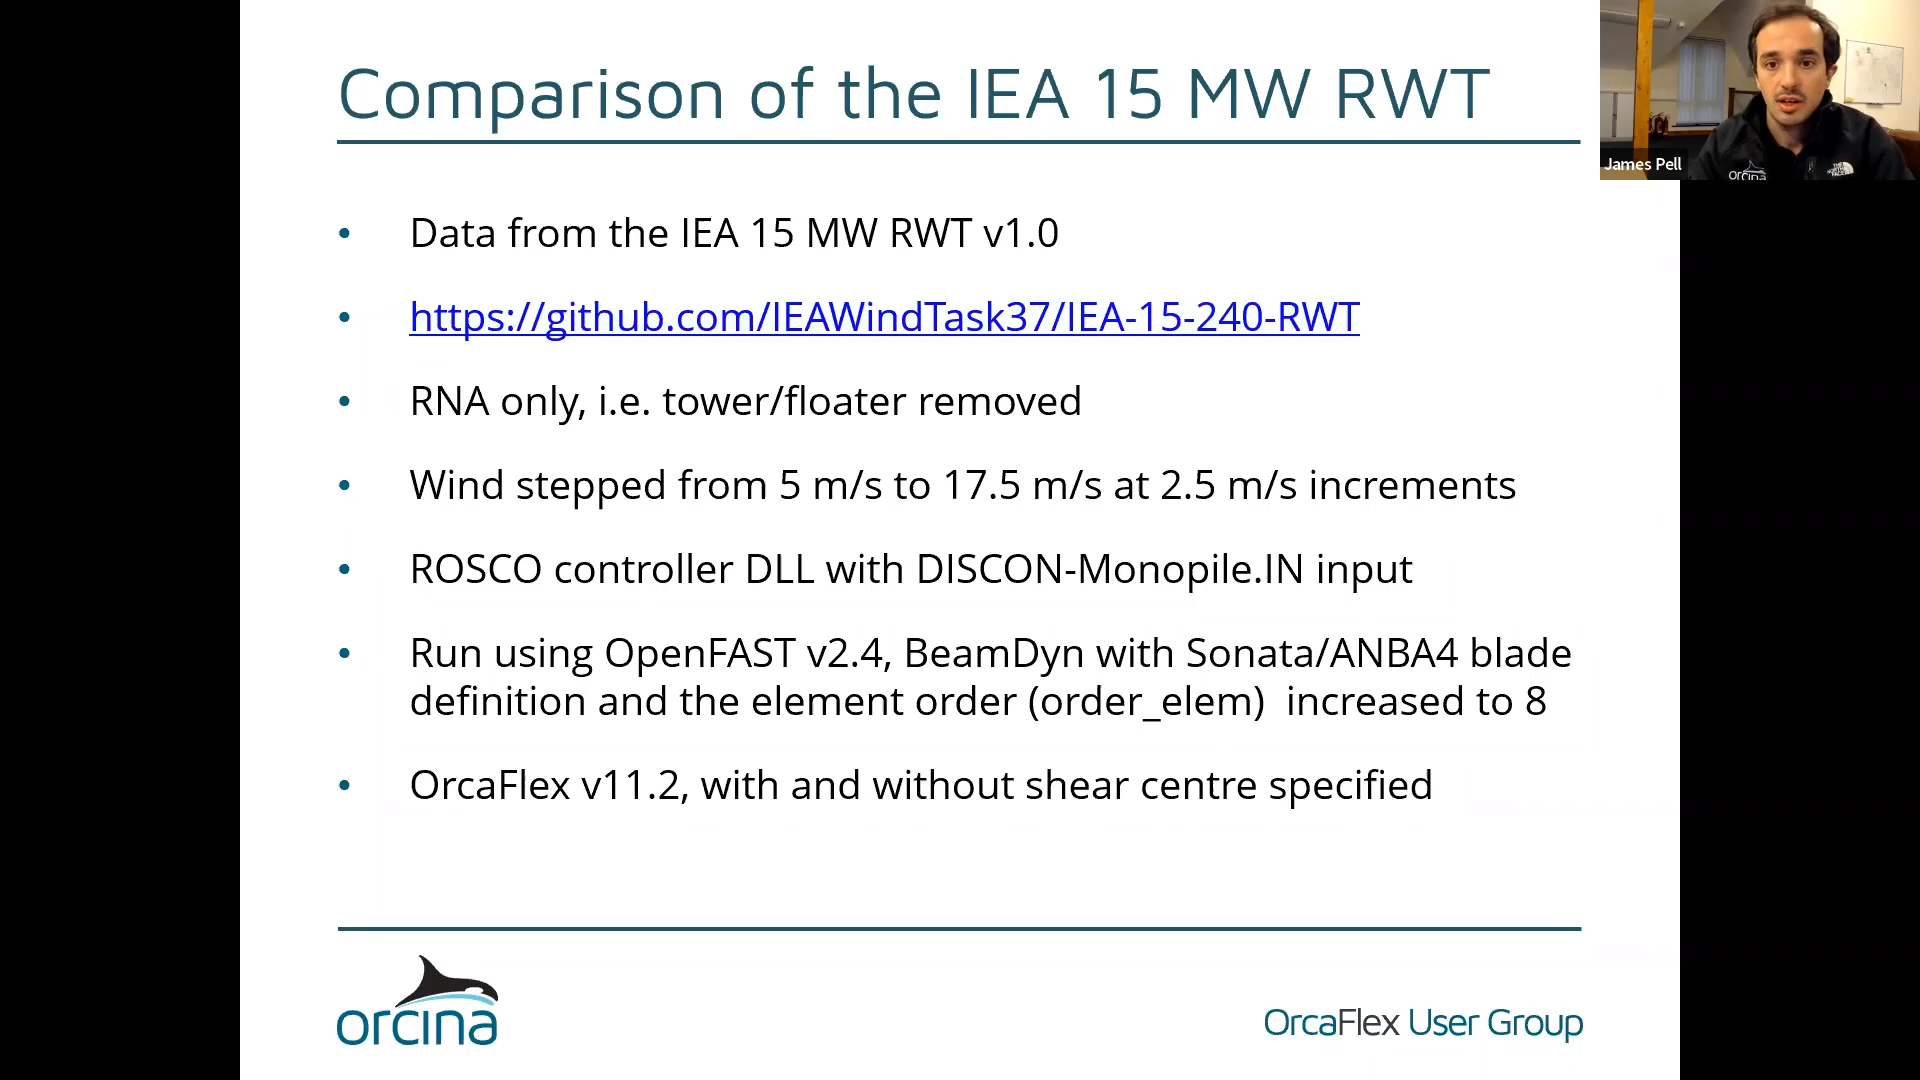 Comparison of the IEA 15 MW RWT
• Data from the IEA 15 MW RWT v1.0
• https://github.com/IEAWindTask37/IEA-15-240-RWT
• RNA only, i.e. tower/floater removed
• Wind stepped from 5 m/s to 17.5 m/s at 2.5 m/s increments
• ROSCO controller DLL with DISCON-Monopile.IN input
• Run using OpenFAST v2.4, BeamDyn with Sonata/ANBA4 blade
definition and the element order (order_elem) increased to 8
• OrcaFlex v11.2, with and without shear centre specified
orcina
OrcaFlex User Group
James Pell
orcina
THE
NORTH
FACE